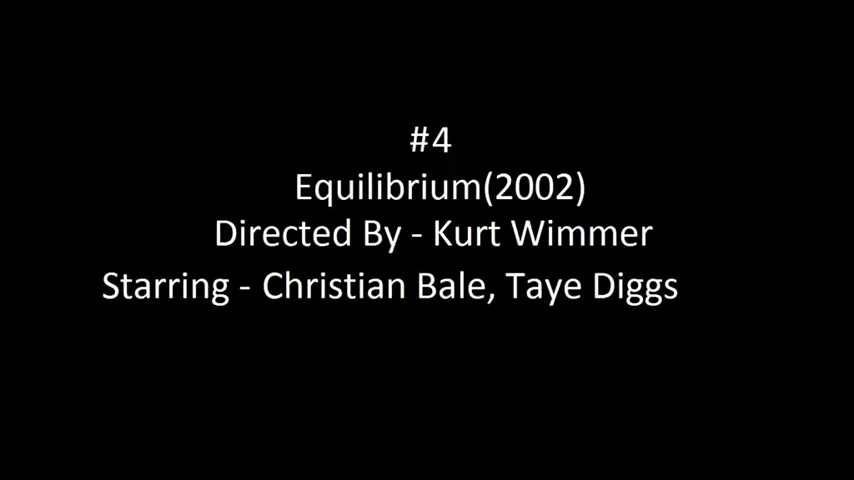 #4
Equilibrium(2002)
Directed By - Kurt Wimmer
Starring - Christian Bale, Taye Diggs